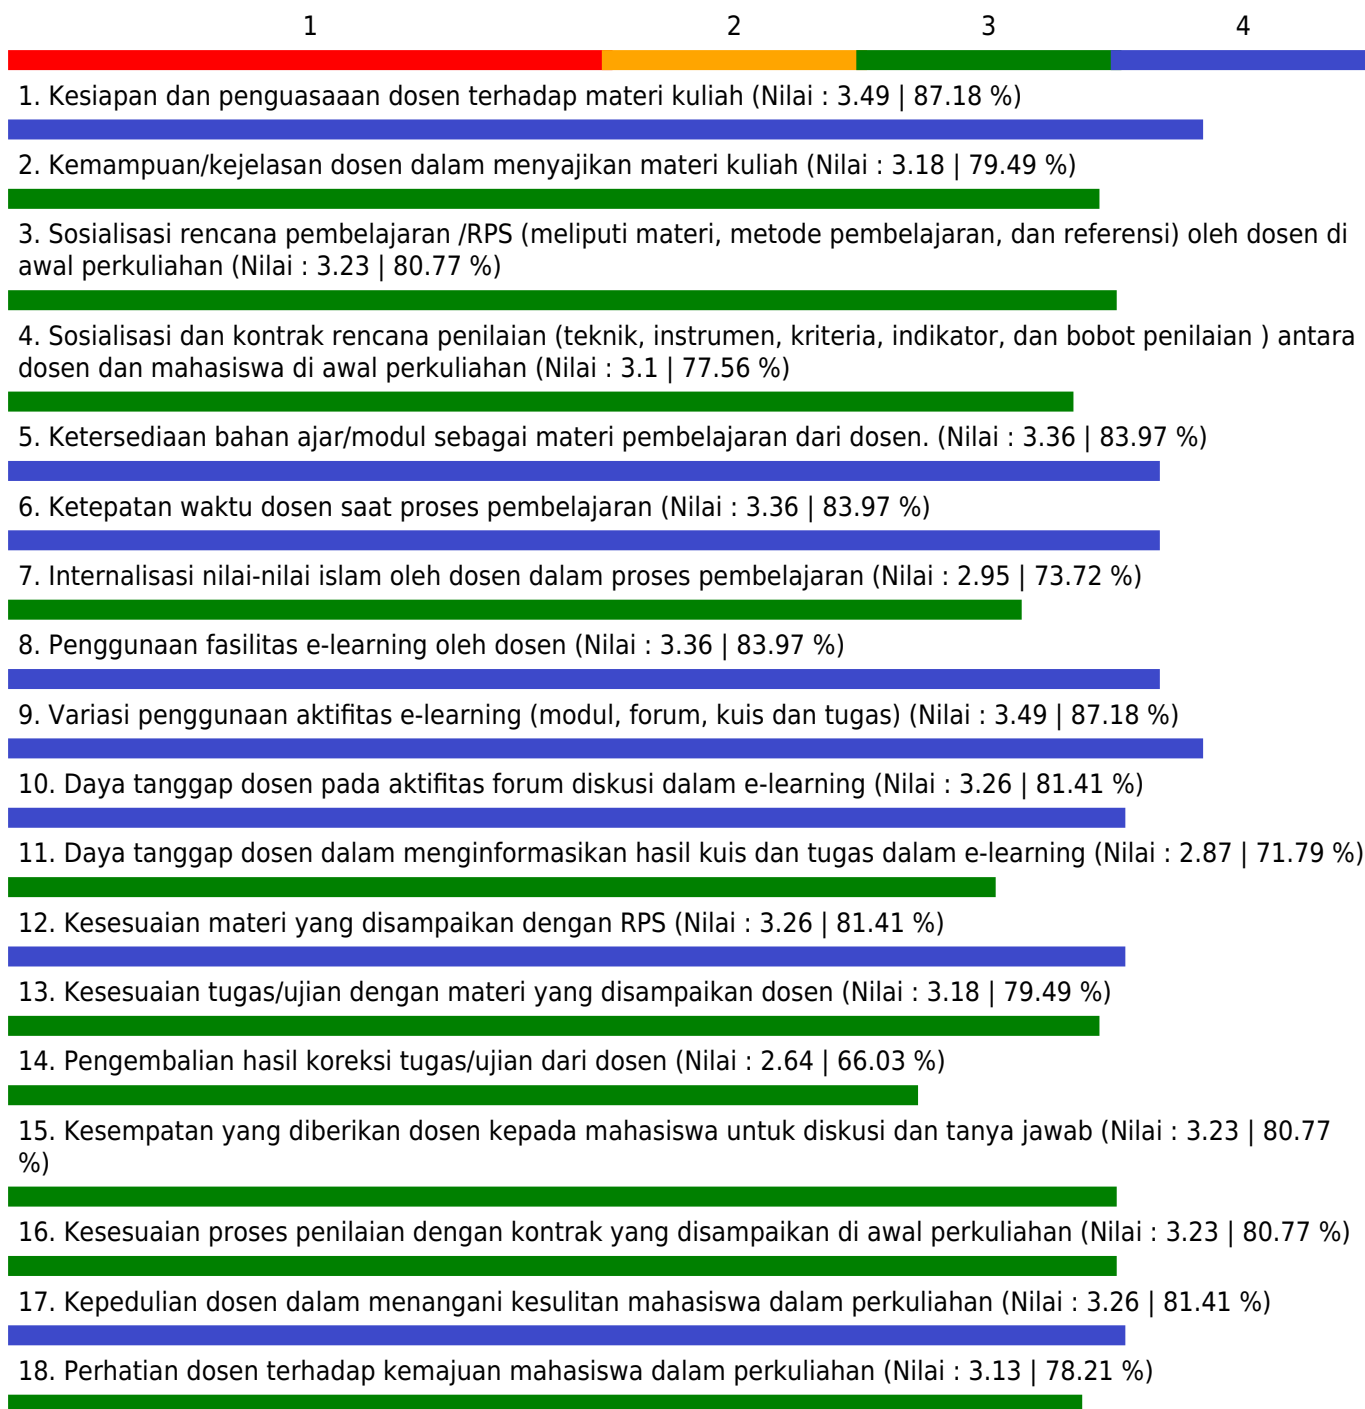 1 2 3 4
1. Kesiapan dan penguasaaan dosen terhadap materi kuliah (Nilai : 3.49 | 87.18 %)
2. Kemampuan/kejelasan dosen dalam menyajikan materi kuliah (Nilai : 3.18 | 79.49 %)
3. Sosialisasi rencana pembelajaran /RPS (meliputi materi, metode pembelajaran, dan referensi) oleh dosen di
awal perkuliahan (Nilai : 3.23 | 80.77 %)
4. Sosialisasi dan kontrak rencana penilaian (teknik, instrumen, kriteria, indikator, dan bobot penilaian ) antara
dosen dan mahasiswa di awal perkuliahan (Nilai : 3.1 | 77.56 %)
5. Ketersediaan bahan ajar/modul sebagai materi pembelajaran dari dosen. (Nilai : 3.36 | 83.97 %)
6. Ketepatan waktu dosen saat proses pembelajaran (Nilai : 3.36 | 83.97 %)
7. Internalisasi nilai-nilai islam oleh dosen dalam proses pembelajaran (Nilai : 2.95 | 73.72 %)
8. Penggunaan fasilitas e-learning oleh dosen (Nilai : 3.36 | 83.97 %)
9. Variasi penggunaan aktifitas e-learning (modul, forum, kuis dan tugas) (Nilai : 3.49 | 87.18 %)
10. Daya tanggap dosen pada aktifitas forum diskusi dalam e-learning (Nilai : 3.26 | 81.41 %)
11. Daya tanggap dosen dalam menginformasikan hasil kuis dan tugas dalam e-learning (Nilai : 2.87 | 71.79 %)
12. Kesesuaian materi yang disampaikan dengan RPS (Nilai : 3.26 | 81.41 %)
13. Kesesuaian tugas/ujian dengan materi yang disampaikan dosen (Nilai : 3.18 | 79.49 %)
14. Pengembalian hasil koreksi tugas/ujian dari dosen (Nilai : 2.64 | 66.03 %)
15. Kesempatan yang diberikan dosen kepada mahasiswa untuk diskusi dan tanya jawab (Nilai : 3.23 | 80.77
%)
16. Kesesuaian proses penilaian dengan kontrak yang disampaikan di awal perkuliahan (Nilai : 3.23 | 80.77 %)
17. Kepedulian dosen dalam menangani kesulitan mahasiswa dalam perkuliahan (Nilai : 3.26 | 81.41 %)
18. Perhatian dosen terhadap kemajuan mahasiswa dalam perkuliahan (Nilai : 3.13 | 78.21 %)